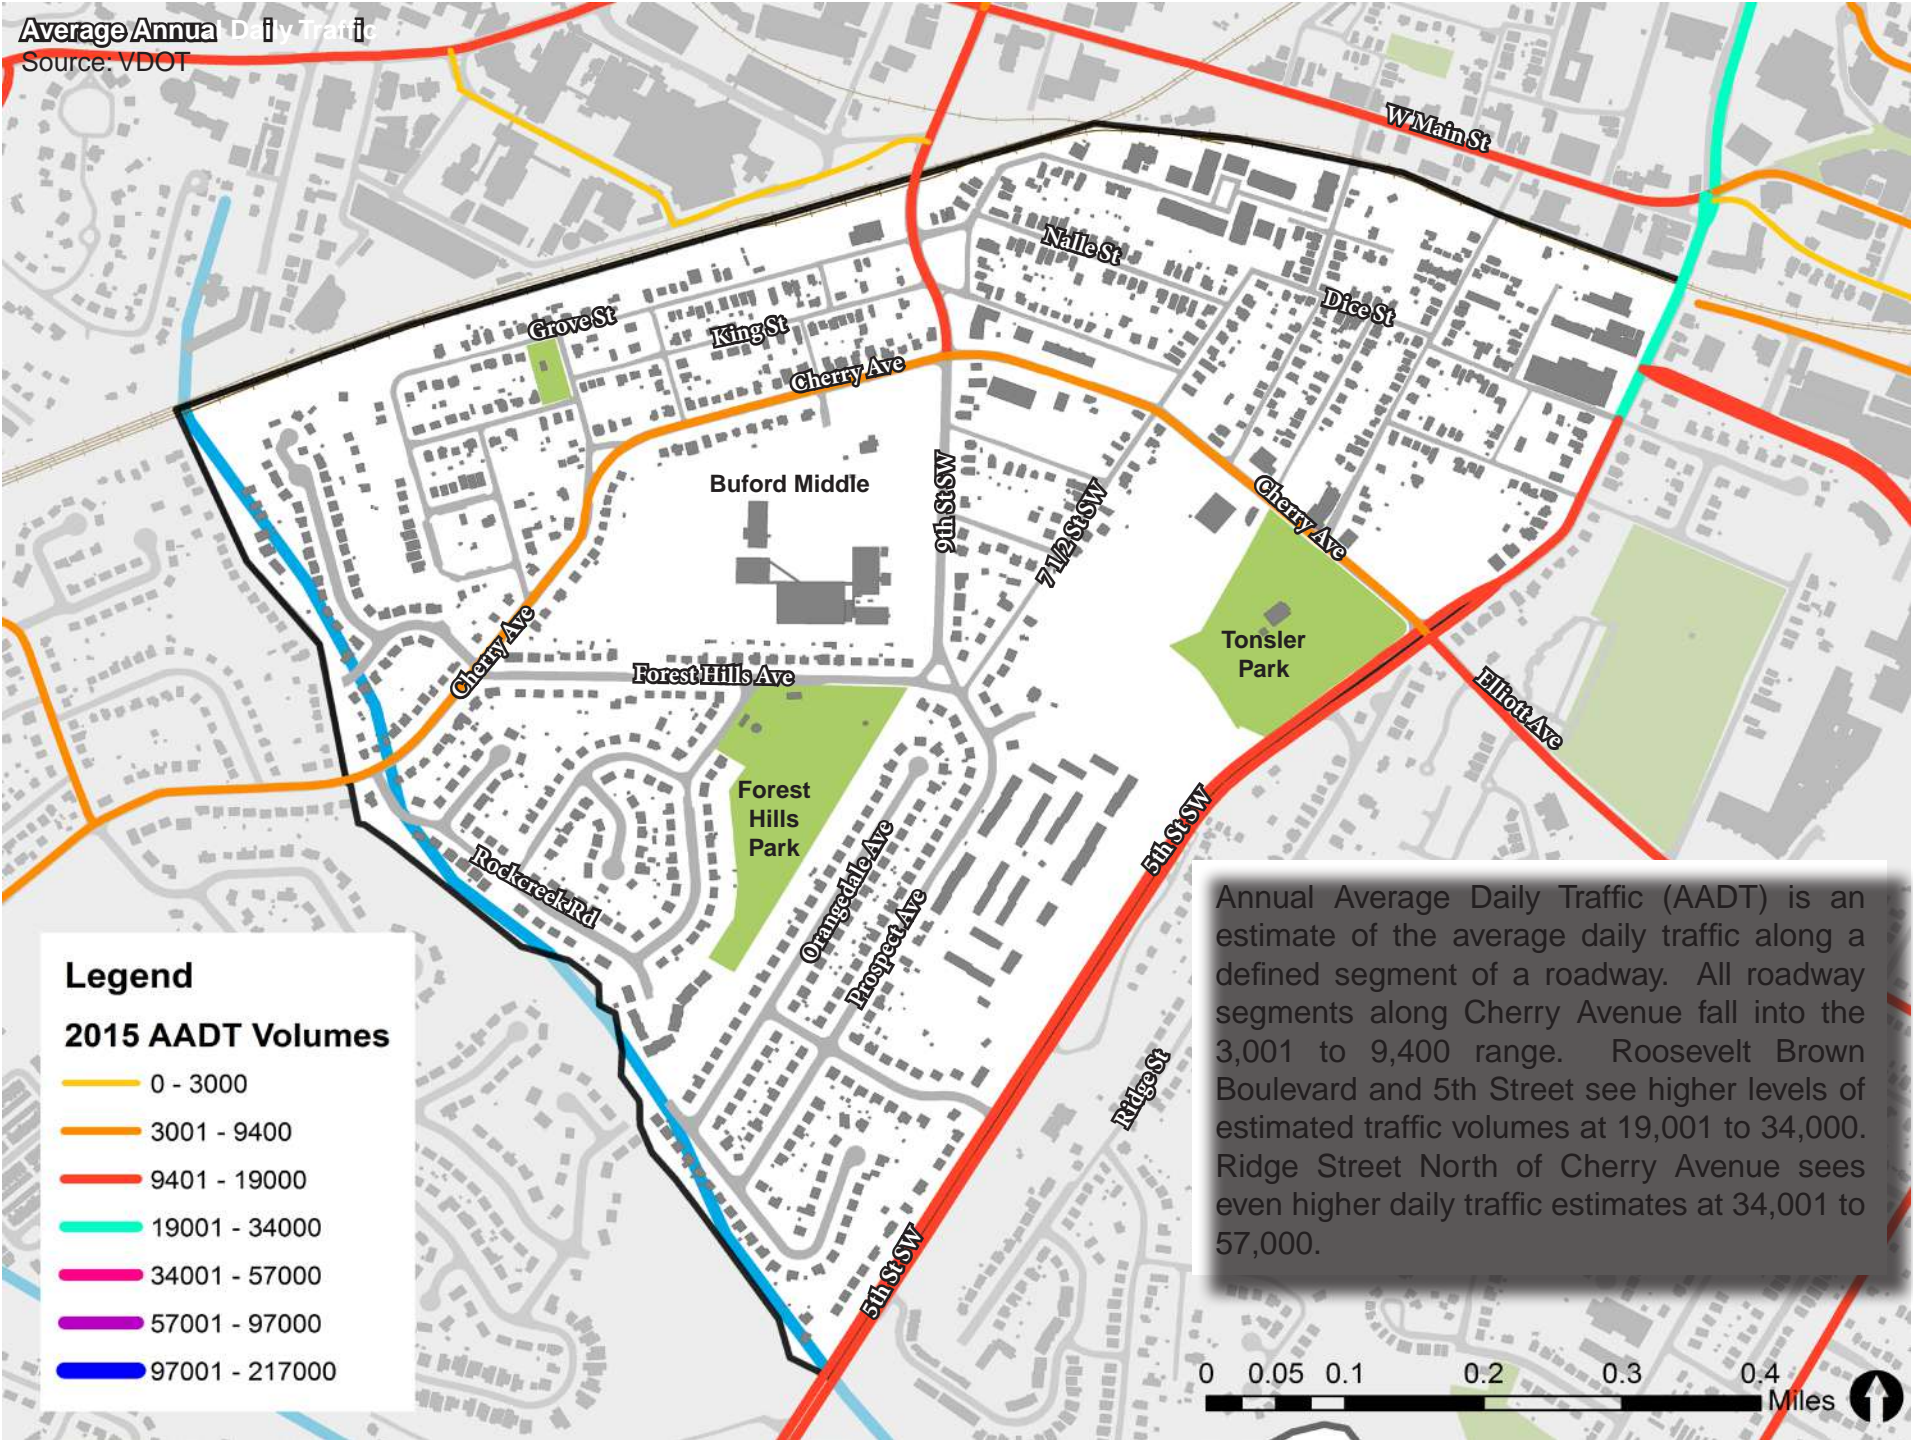 Average Annual Daily Traffic
Source: VDOT
W Main St
Nalle St
Dice St
Grove St
King St
Cherry Ave
Buford Middle
9th St SW
7 1/2 St SW
Cherry Ave
Cherry Ave
Tonsler
Park
Forest Hills Ave
Elliott Ave
Forest
Hills
Park
5th St SW
Orangedale Ave
Rockcreek Rd
Prospect Ave
Ridge St
5th St SW
Annual Average Daily Traffic (AADT) is an
estimate of the average daily traffic along a
defined segment of a roadway. All roadway
segments along Cherry Avenue fall into the
3,001 to 9,400 range. Roosevelt Brown
Boulevard and 5th Street see higher levels of
estimated traffic volumes at 19,001 to 34,000.
Ridge Street North of Cherry Avenue sees
even higher daily traffic estimates at 34,001 to
57,000.
Legend
2015 AADT Volumes
0 - 3000
3001 - 9400
9401 - 19000
19001 - 34000
34001 - 57000
57001 - 97000
97001 - 217000
0 0.05 0.1 0.2 0.3 0.4
Miles